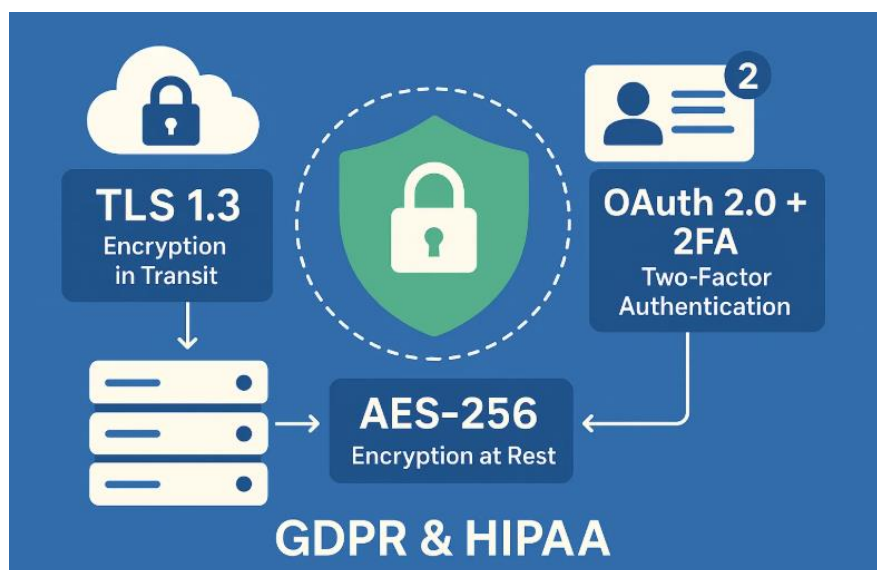 2
TLS 1.3
Encryption
in Transit
OAuth 2.0 +
2FA
Two-Factor
Authentication
AES-256
Encryption at Rest
GDPR & HIPAA